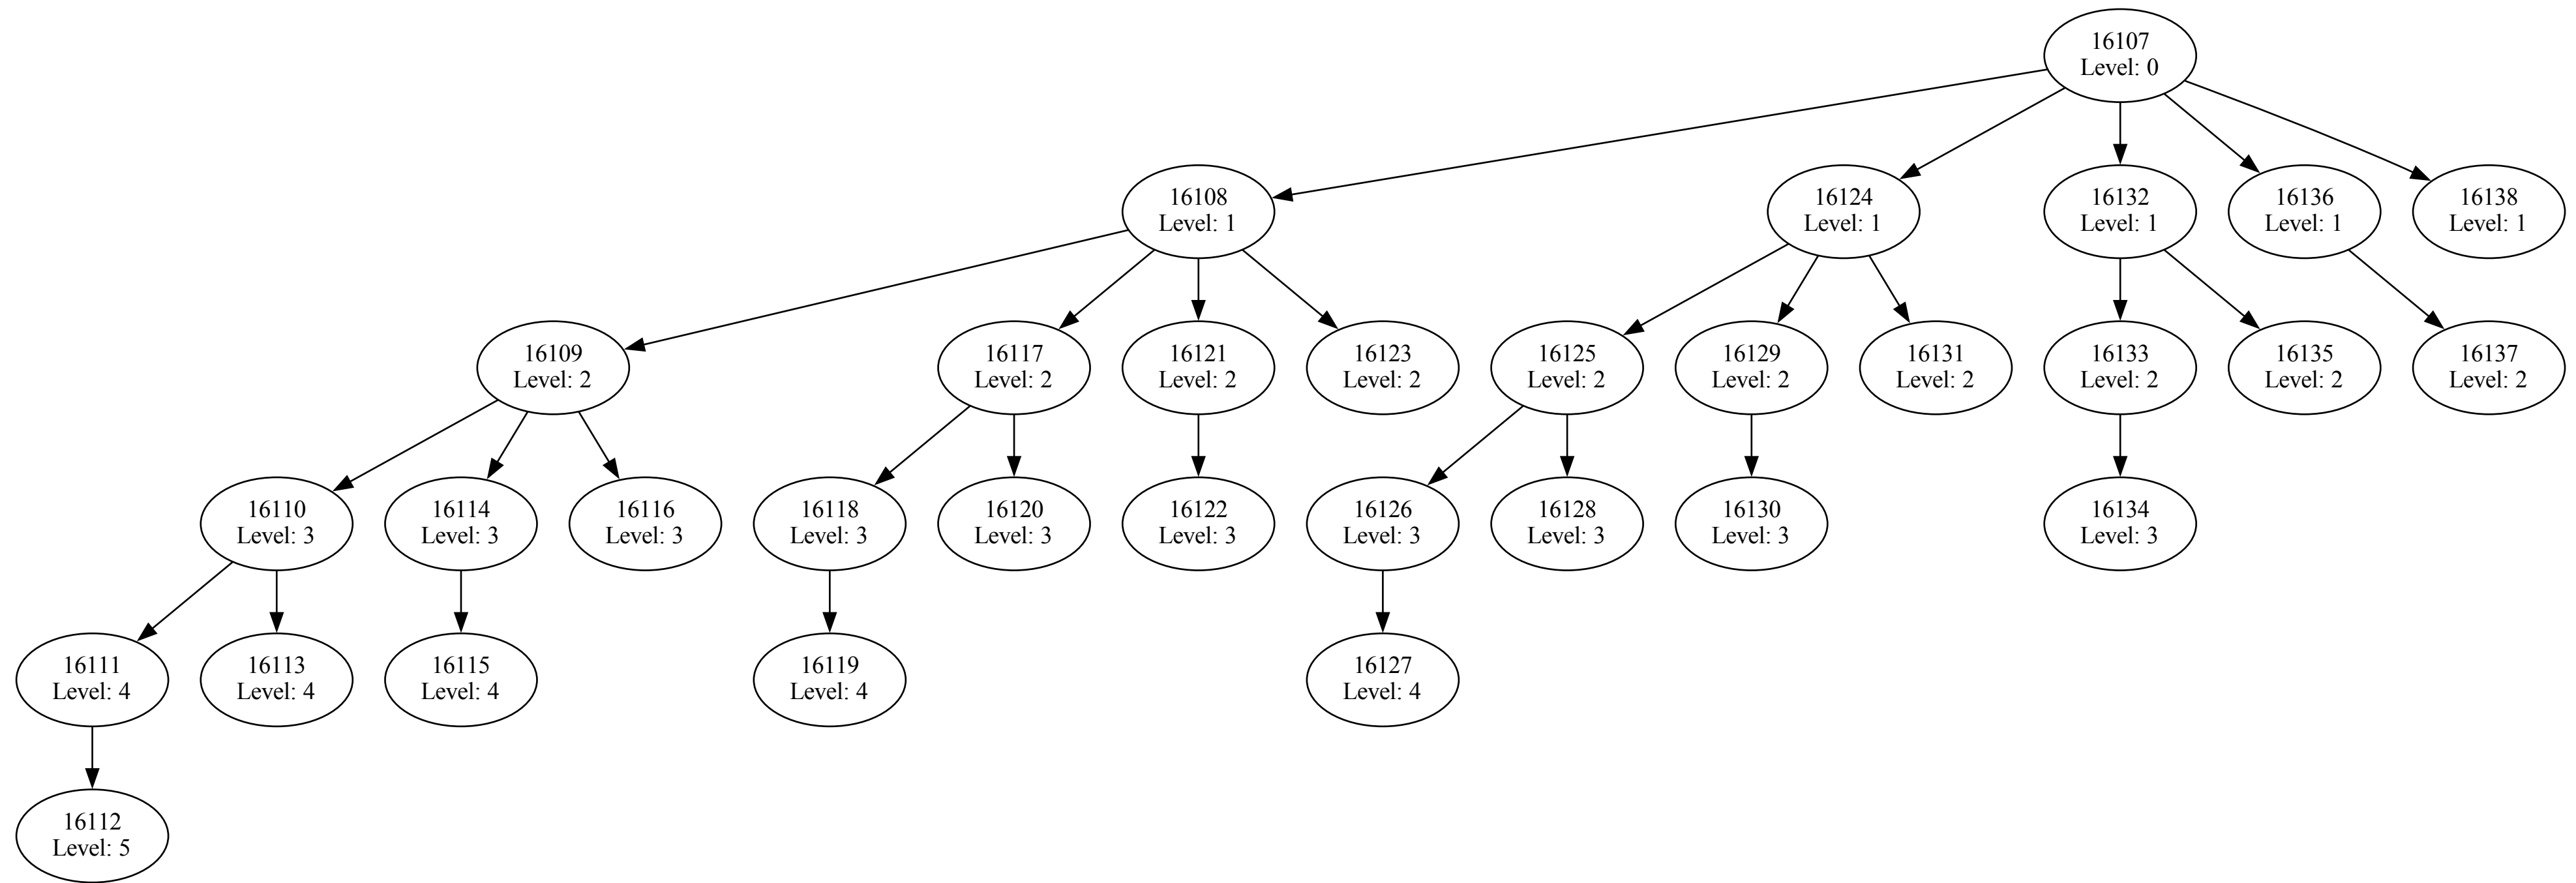 16107
Level: 0
16108
Level: 1
16124
Level: 1
16132
Level: 1
16136
Level: 1
16138
Level: 1
16109
Level: 2
16117
Level: 2
16121
Level: 2
16123
Level: 2
16125
Level: 2
16129
Level: 2
16131
Level: 2
16133
Level: 2
16135
Level: 2
16137
Level: 2
16110
Level: 3
16114
Level: 3
16116
Level: 3
16118
Level: 3
16120
Level: 3
16122
Level: 3
16126
Level: 3
16128
Level: 3
16130
Level: 3
16134
Level: 3
16111
Level: 4
16113
Level: 4
16115
Level: 4
16119
Level: 4
16127
Level: 4
16112
Level: 5